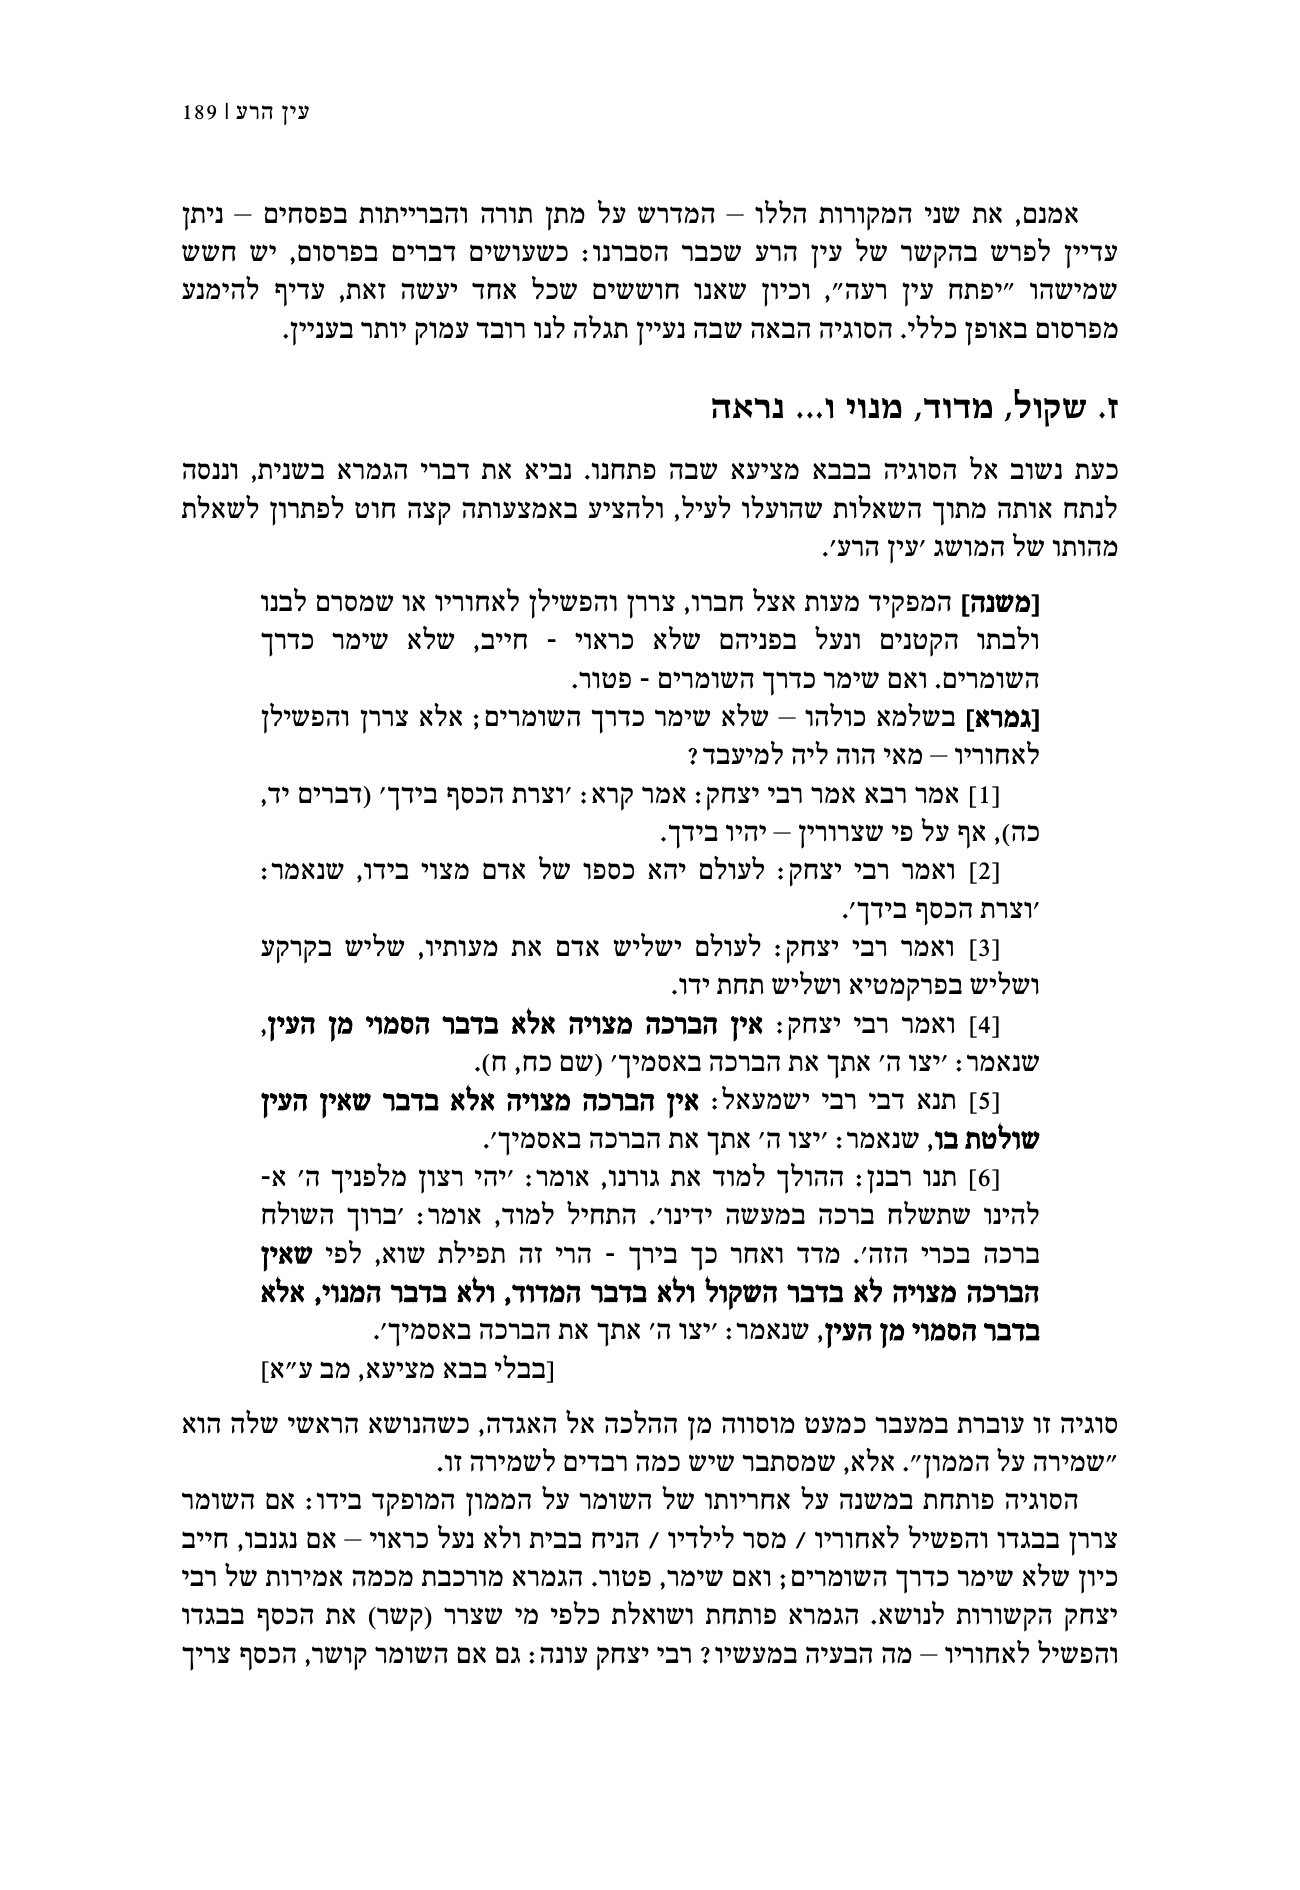 עין הרע | 189
אמנם, את שני המקורות הללו – המדרש על מתן תורה והברייתות בפסחים – ניתן
עדיין לפרש בהקשר של עין הרע שכבר הסברנו: כשעושים דברים בפרסום, יש חשש
שמישהו ״יפתח עין רעה״, וכיון שאנו חוששים שכל אחד יעשה זאת, עדיף להימנע
מפרסום באופן כללי. הסוגיה הבאה שבה נעיין תגלה לנו רובד עמוק יותר בעניין.
ז. שקול, מדוד, מנוי ו... נראה
כעת נשוב אל הסוגיה בבבא מציעא שבה פתחנו. נביא את דברי הגמרא בשנית, וננסה
לנתח אותה מתוך השאלות שהועלו לעיל, ולהציע באמצעותה קצה חוט לפתרון לשאלת
מהותו של המושג ׳עין הרע׳.
[משנה] המפקיד מעות אצל חברו, צררן והפשילן לאחוריו או שמסרם לבנו
ולבתו הקטנים ונעל בפניהם שלא כראוי - חייב, שלא שימר כדרך
השומרים. ואם שימר כדרך השומרים - פטור.
[גמרא] בשלמא כולהו – שלא שימר כדרך השומרים; אלא צררן והפשילן
לאחוריו – מאי הוה ליה למיעבד?
[1] אמר רבא אמר רבי יצחק: אמר קרא: ׳וצרת הכסף בידך׳ (דברים יד,
כה), אף על פי שצרורין – יהיו בידך.
[2] ואמר רבי יצחק: לעולם יהא כספו של אדם מצוי בידו, שנאמר:
׳וצרת הכסף בידך׳.
[3] ואמר רבי יצחק: לעולם ישליש אדם את מעותיו, שליש בקרקע
ושליש בפרקמטיא ושליש תחת ידו.
[4] ואמר רבי יצחק: אין הברכה מצויה אלא בדבר הסמוי מן העין,
שנאמר: ׳יצו ה׳ אתך את הברכה באסמיך׳ (שם כח, ח).
[5] תנא דבי רבי ישמעאל: אין הברכה מצויה אלא בדבר שאין העין
שולטת בו, שנאמר: ׳יצו ה׳ אתך את הברכה באסמיך׳.
[6] תנו רבנן: ההולך למוד את גורנו, אומר: ׳יהי רצון מלפניך ה׳ א-
להינו שתשלח ברכה במעשה ידינו׳. התחיל למוד, אומר: ׳ברוך השולח
ברכה בכרי הזה׳. מדד ואחר כך בירך - הרי זה תפילת שוא, לפי שאין
הברכה מצויה לא בדבר השקול ולא בדבר המדוד, ולא בדבר המנוי, אלא
בדבר הסמוי מן העין, שנאמר: ׳יצו ה׳ אתך את הברכה באסמיך׳.
[בבלי בבא מציעא, מב ע״א]
סוגיה זו עוברת במעבר כמעט מוסווה מן ההלכה אל האגדה, כשהנושא הראשי שלה הוא
״שמירה על הממון״. אלא, שמסתבר שיש כמה רבדים לשמירה זו.
הסוגיה פותחת במשנה על אחריותו של השומר על הממון המופקד בידו: אם השומר
צררן בבגדו והפשיל לאחוריו / מסר לילדיו / הניח בבית ולא נעל כראוי – אם נגנבו, חייב
כיון שלא שימר כדרך השומרים; ואם שימר, פטור. הגמרא מורכבת מכמה אמירות של רבי
יצחק הקשורות לנושא. הגמרא פותחת ושואלת כלפי מי שצרר (קשר) את הכסף בבגדו
והפשיל לאחוריו – מה הבעיה במעשיו? רבי יצחק עונה: גם אם השומר קושר, הכסף צריך